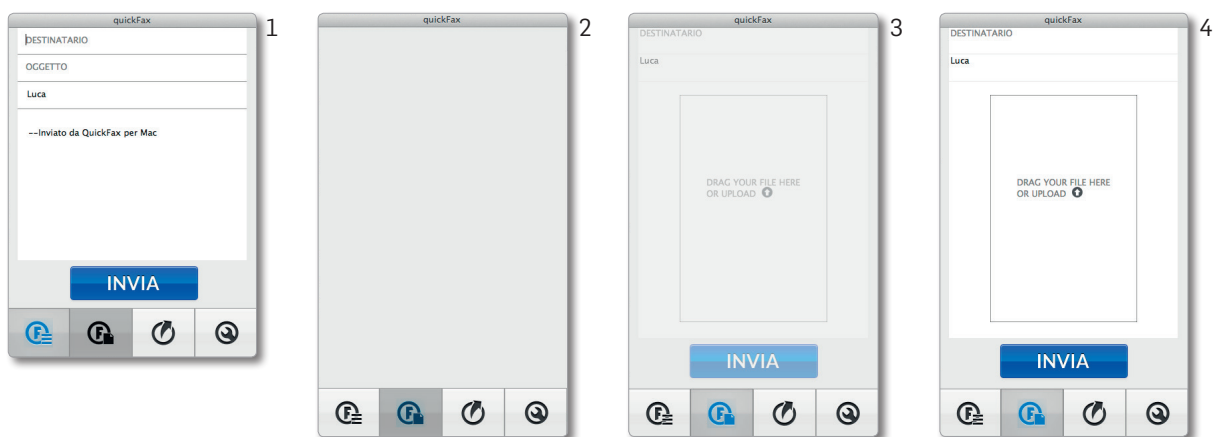 quickFax
1
DESTINATARIO
OGGETTO
Luca
--Inviato da QuickFax per Mac
INVIA
quickFax
2
quickFax
3
DESTINATARIO
Luca
DRAG YOUR FILE HERE
OR UPLOAD
INVIA
quickFax
4
DESTINATARIO
Luca
DRAG YOUR FILE HERE
OR UPLOAD
INVIA